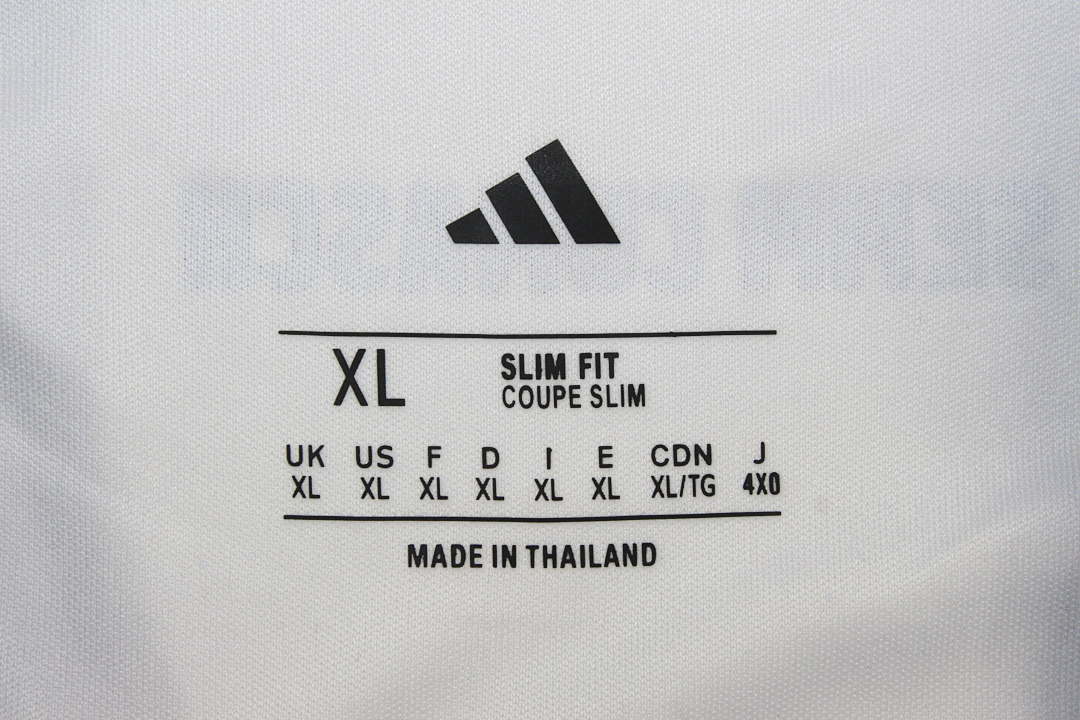 XL
SLIM FIT
COUPE SLIM
UK US F D I E CDN J
XL XL XL XL XL XL XL/TG 4XO
MADE IN THAILAND